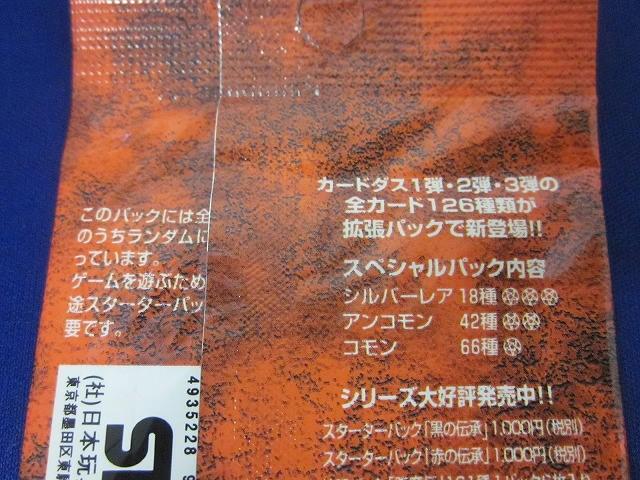 カードダス1弾・2弾・3弾の
全カード126種類が
拡張パックで新登場!!
スペシャルパック内容
シルバーレア 18種
アンコモン 42種
コモン 66種
シリーズ大好評発売中!!
スターターパック「黒の伝承」1,000円(税別)
スターターパック「赤の伝承」1,000円(税別)
このパックには全
のうちランダムに
っています。
ゲームを遊ぶため
途スターターパッ
要です。
(社)日本玩
東京都墨田区東駒
ST
4935228 9